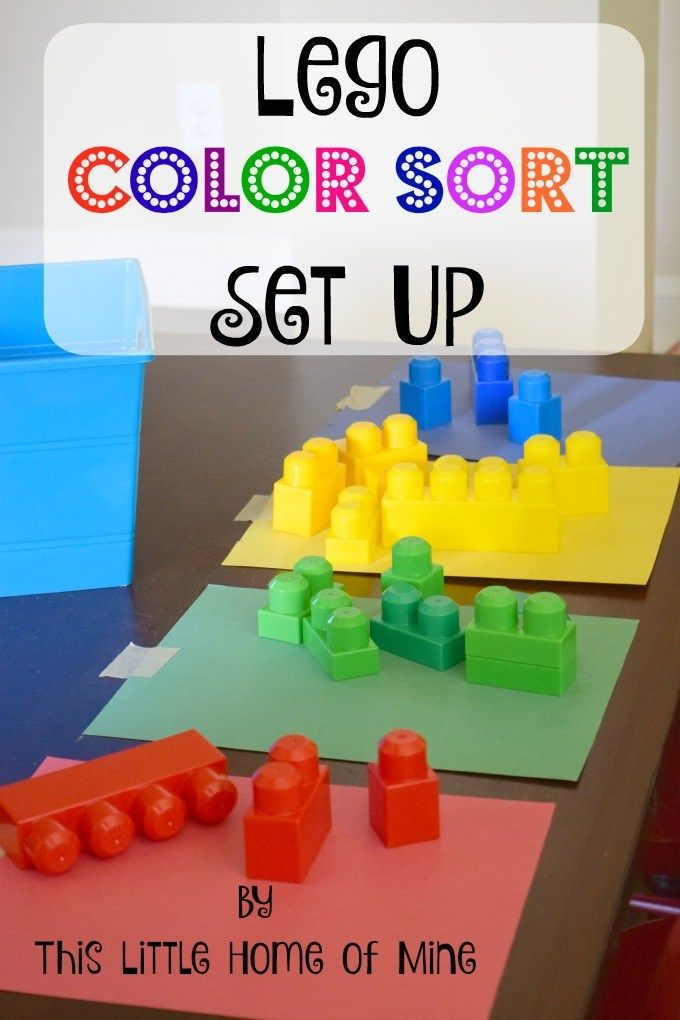 Lego
COLOR SORT
Set Up
By
This Little Home of Mine